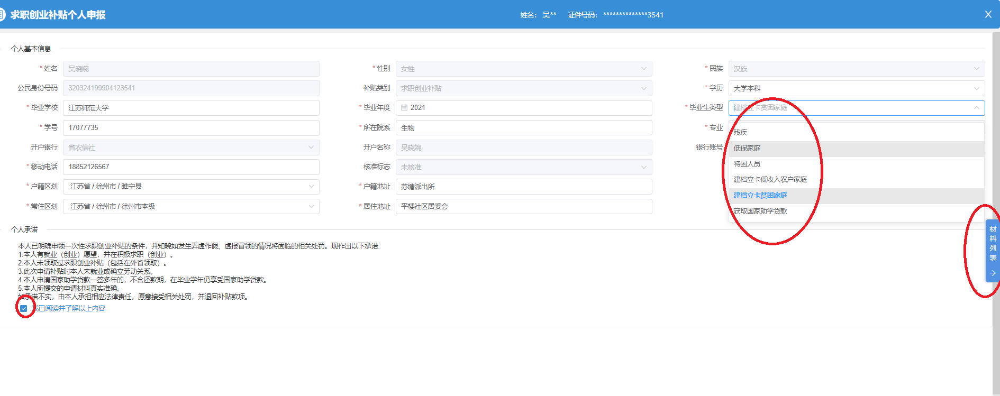 求职创业补贴个人申报 姓名： 吴** 证件号码： **************3541
个人基本信息
* 姓名 吴晓婉 * 性别 女性 * 民族 汉族
公民身份号码 320324199904123541 补贴类别 求职创业补贴 * 学历 大学本科
* 毕业学校 江苏师范大学 * 毕业年度 2021 * 毕业生类型 建档立卡贫困家庭
* 学号 17077735 * 所在院系 生物 * 专业
残疾
开户银行 省农信社 开户名称 吴晓婉 银行账号
低保家庭
特困人员
* 移动电话 18852126567 核准标志 未核准
建档立卡低收入农户家庭
* 户籍区划 江苏省 / 徐州市 / 睢宁县 * 户籍地址 苏塘派出所
建档立卡贫困家庭
* 常住区划 江苏省 / 徐州市 / 徐州市本级 * 居住地址 平楼社区居委会
获取国家助学贷款
材料列表
个人承诺
本人已明确申领一次性求职创业补贴的条件，并知晓如发生弄虚作假、虚报冒领的情况将面临的相关处罚。现作出以下承诺:
1.本人有就业（创业）愿望，并在积极求职（创业）。
2.本人未领取过求职创业补贴（包括在外省领取）。
3.此次申请补贴时本人未就业或确立劳动关系。
4.本人申请国家助学贷款一签多年的，不含还款期，在毕业学年仍享受国家助学贷款。
5.本人所提交的申请材料真实准确。
如承诺不实，由本人承担相应法律责任，愿意接受相关处罚，并退回补贴款项。
我已阅读并了解以上内容